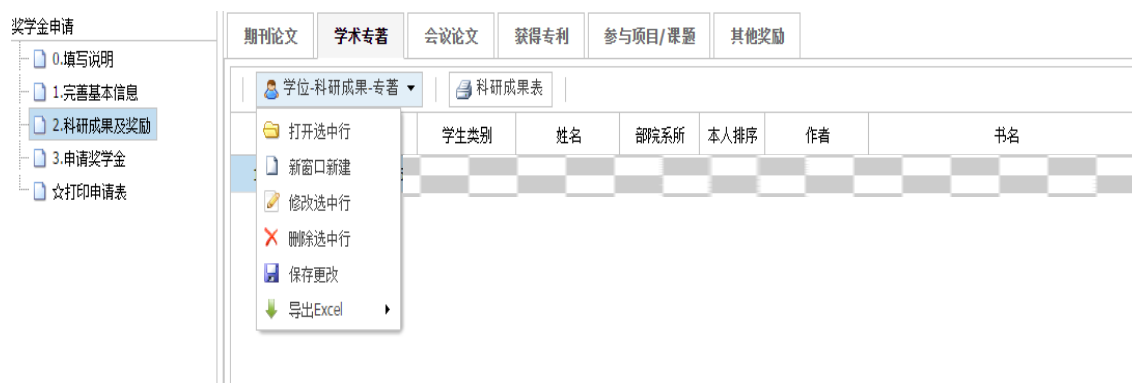 奖学金申请
0.填写说明
1.完善基本信息
2.科研成果及奖励
3.申请奖学金
☆打印申请表
期刊论文 学术专著 会议论文 获得专利 参与项目/课题 其他奖励
学位-科研成果-专著 科研成果表
学生类别 姓名 部院系所 本人排序 作者 书名
打开选中行
新窗口新建
修改选中行
删除选中行
保存更改
导出Excel